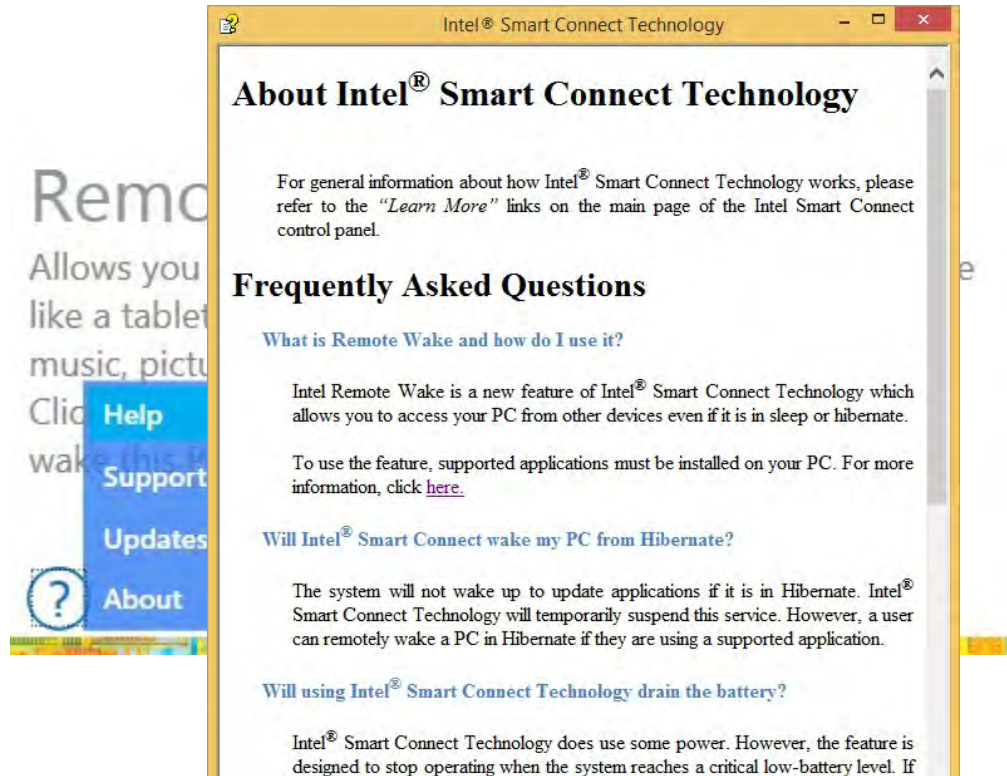 Intel® Smart Connect Technology
About Intel® Smart Connect Technology
For general information about how Intel® Smart Connect Technology works, please
refer to the “Learn More” links on the main page of the Intel Smart Connect
control panel.
Frequently Asked Questions
What is Remote Wake and how do I use it?
Intel Remote Wake is a new feature of Intel® Smart Connect Technology which
allows you to access your PC from other devices even if it is in sleep or hibernate.
To use the feature, supported applications must be installed on your PC. For more
information, click here.
Will Intel® Smart Connect wake my PC from Hibernate?
The system will not wake up to update applications if it is in Hibernate. Intel®
Smart Connect Technology will temporarily suspend this service. However, a user
can remotely wake a PC in Hibernate if they are using a supported application.
Will using Intel® Smart Connect Technology drain the battery?
Intel® Smart Connect Technology does use some power. However, the feature is
designed to stop operating when the system reaches a critical low-battery level. If
Remo
Allows you
e
like a tablet
music, pictu
Clic
wake this P
Help
Support
Updates
?
About